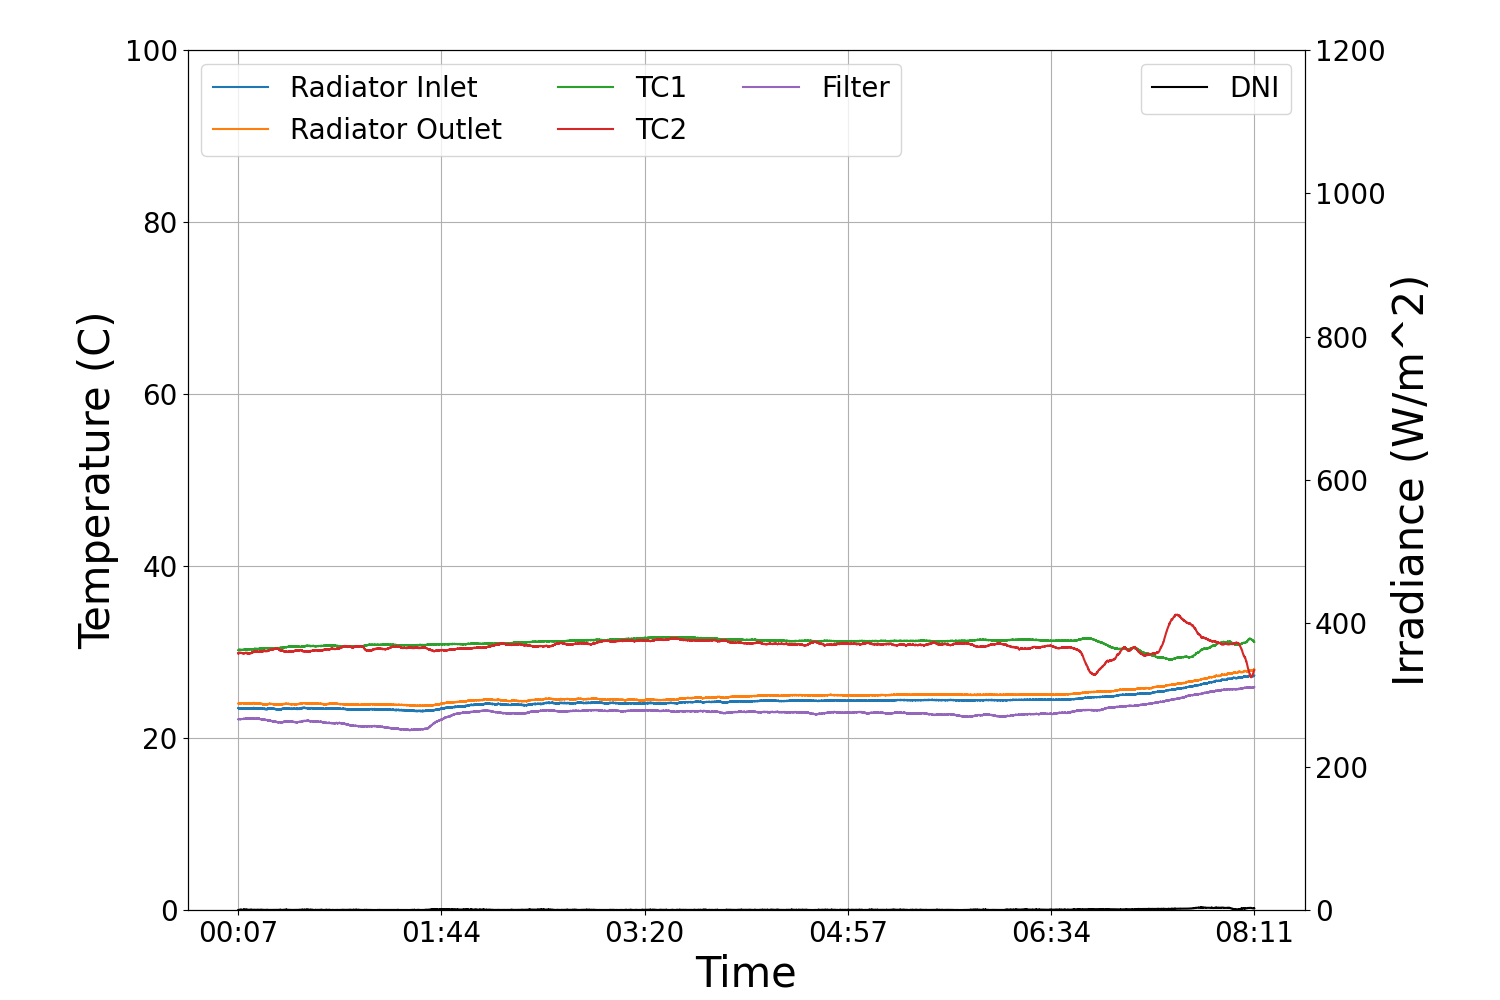 Radiator Inlet
Radiator Outlet
TC1
TC2
Filter
DNI
Temperature (C)
100
80
60
40
20
0
Irradiance (W/m^2)
1200
1000
800
600
400
200
0
00:07 01:44 03:20 04:57 06:34 08:11
Time